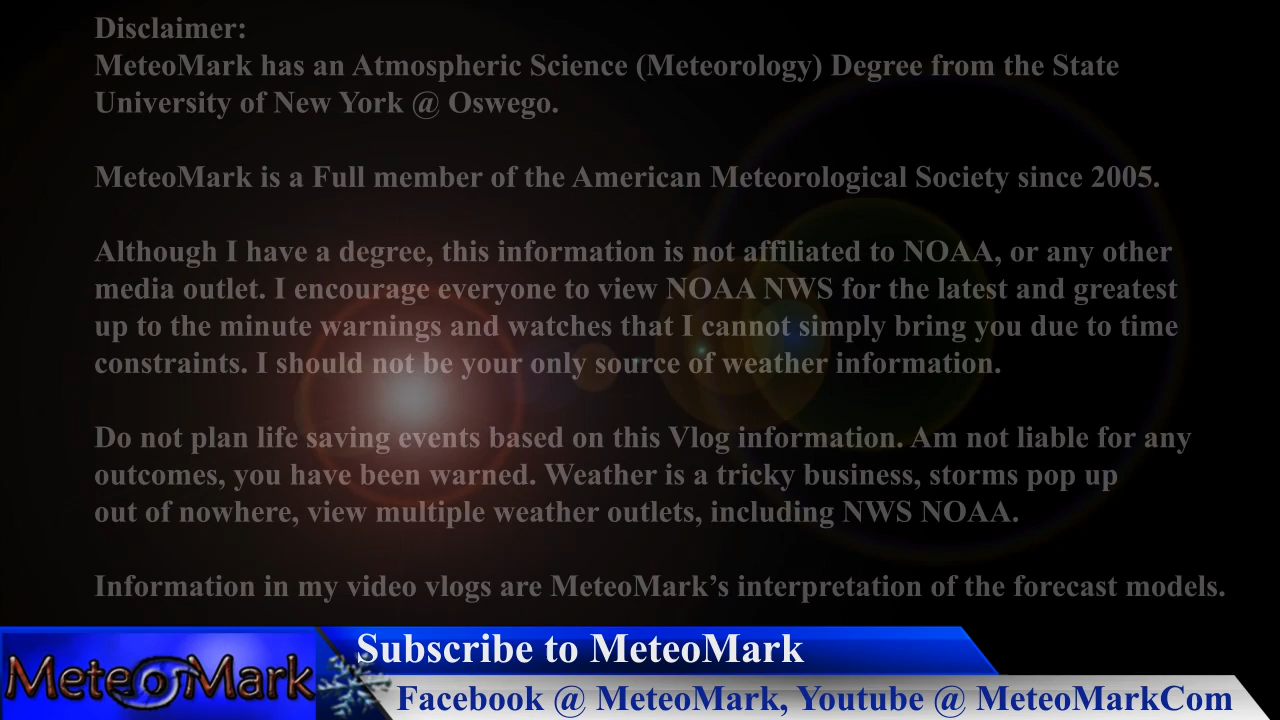 Disclaimer:
MeteoMark has an Atmospheric Science (Meteorology) Degree from the State
University of New York @ Oswego.
MeteoMark is a Full member of the American Meteorological Society since 2005.
Although I have a degree, this information is not affiliated to NOAA, or any other
media outlet. I encourage everyone to view NOAA NWS for the latest and greatest
up to the minute warnings and watches that I cannot simply bring you due to time
constraints. I should not be your only source of weather information.
Do not plan life saving events based on this Vlog information. Am not liable for any
outcomes, you have been warned. Weather is a tricky business, storms pop up
out of nowhere, view multiple weather outlets, including NWS NOAA.
Information in my video vlogs are MeteoMark’s interpretation of the forecast models.
Subscribe to MeteoMark
MeteoMark
Facebook @ MeteoMark, Youtube @ MeteoMarkCom